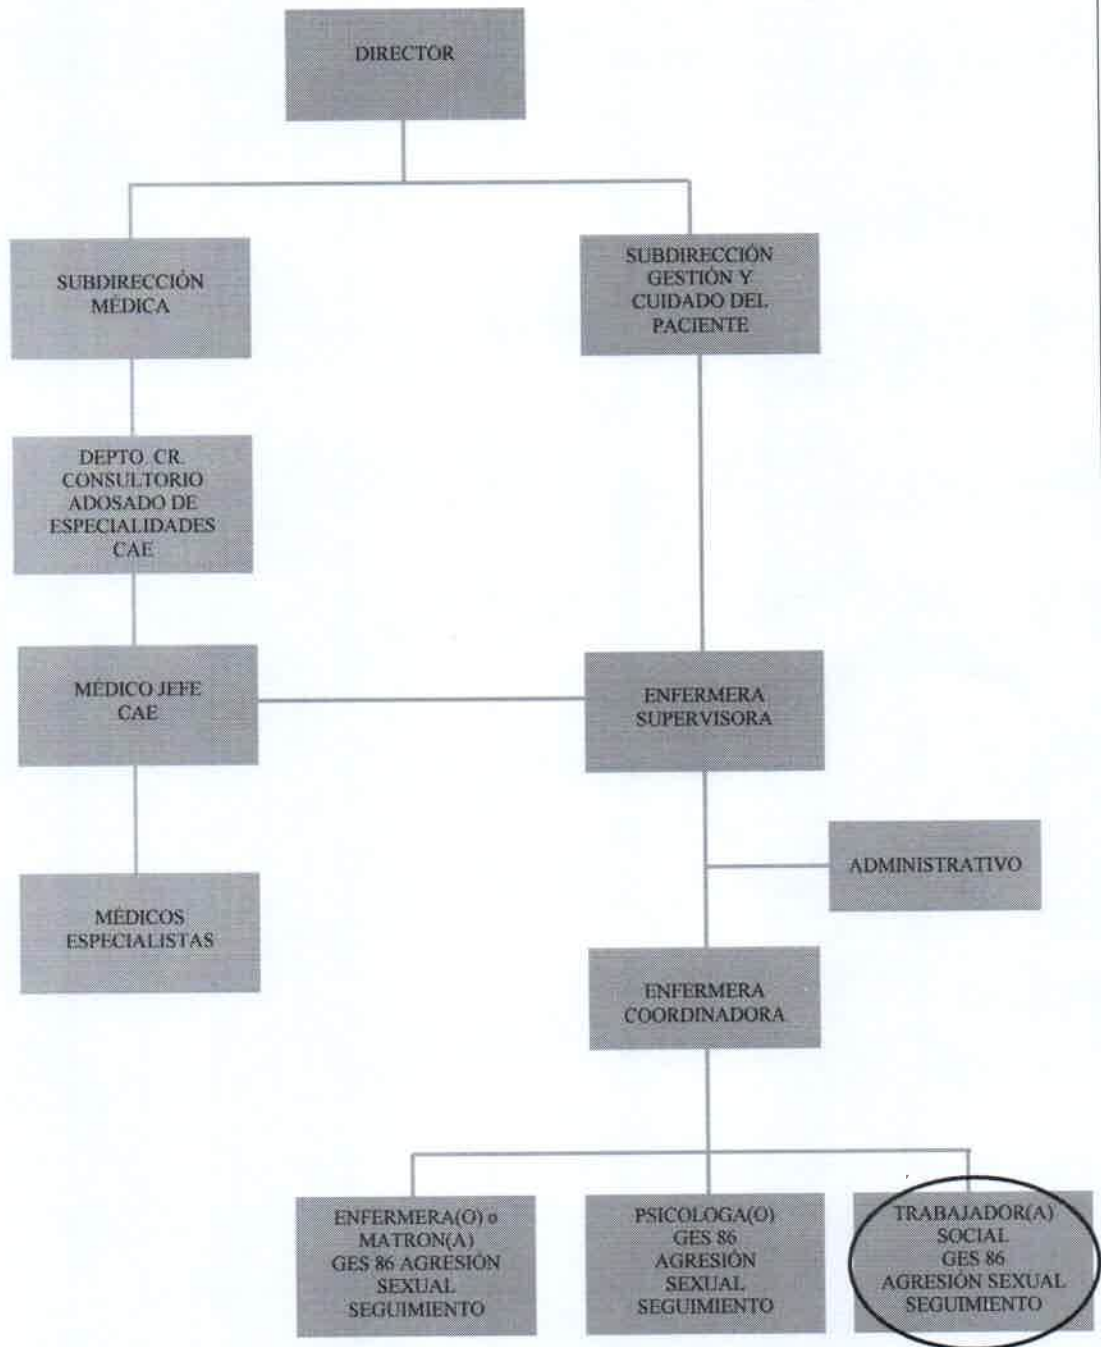 DIRECTOR
SUBDIRECCIÓN
MÉDICA
SUBDIRECCIÓN
GESTIÓN Y
CUIDADO DEL
PACIENTE
DEPTO. CR.
CONSULTORIO
ADOSADO DE
ESPECIALIDADES
CAE
MÉDICO JEFE
CAE
ENFERMERA
SUPERVISORA
ADMINISTRATIVO
MÉDICOS
ESPECIALISTAS
ENFERMERA
COORDINADORA
ENFERMERA(O) o
MATRON(A)
GES 86 AGRESIÓN
SEXUAL
SEGUIMIENTO
PSICOLOGA(O)
GES 86
AGRESIÓN
SEXUAL
SEGUIMIENTO
TRABAJADOR(A)
SOCIAL
GES 86
AGRESIÓN SEXUAL
SEGUIMIENTO